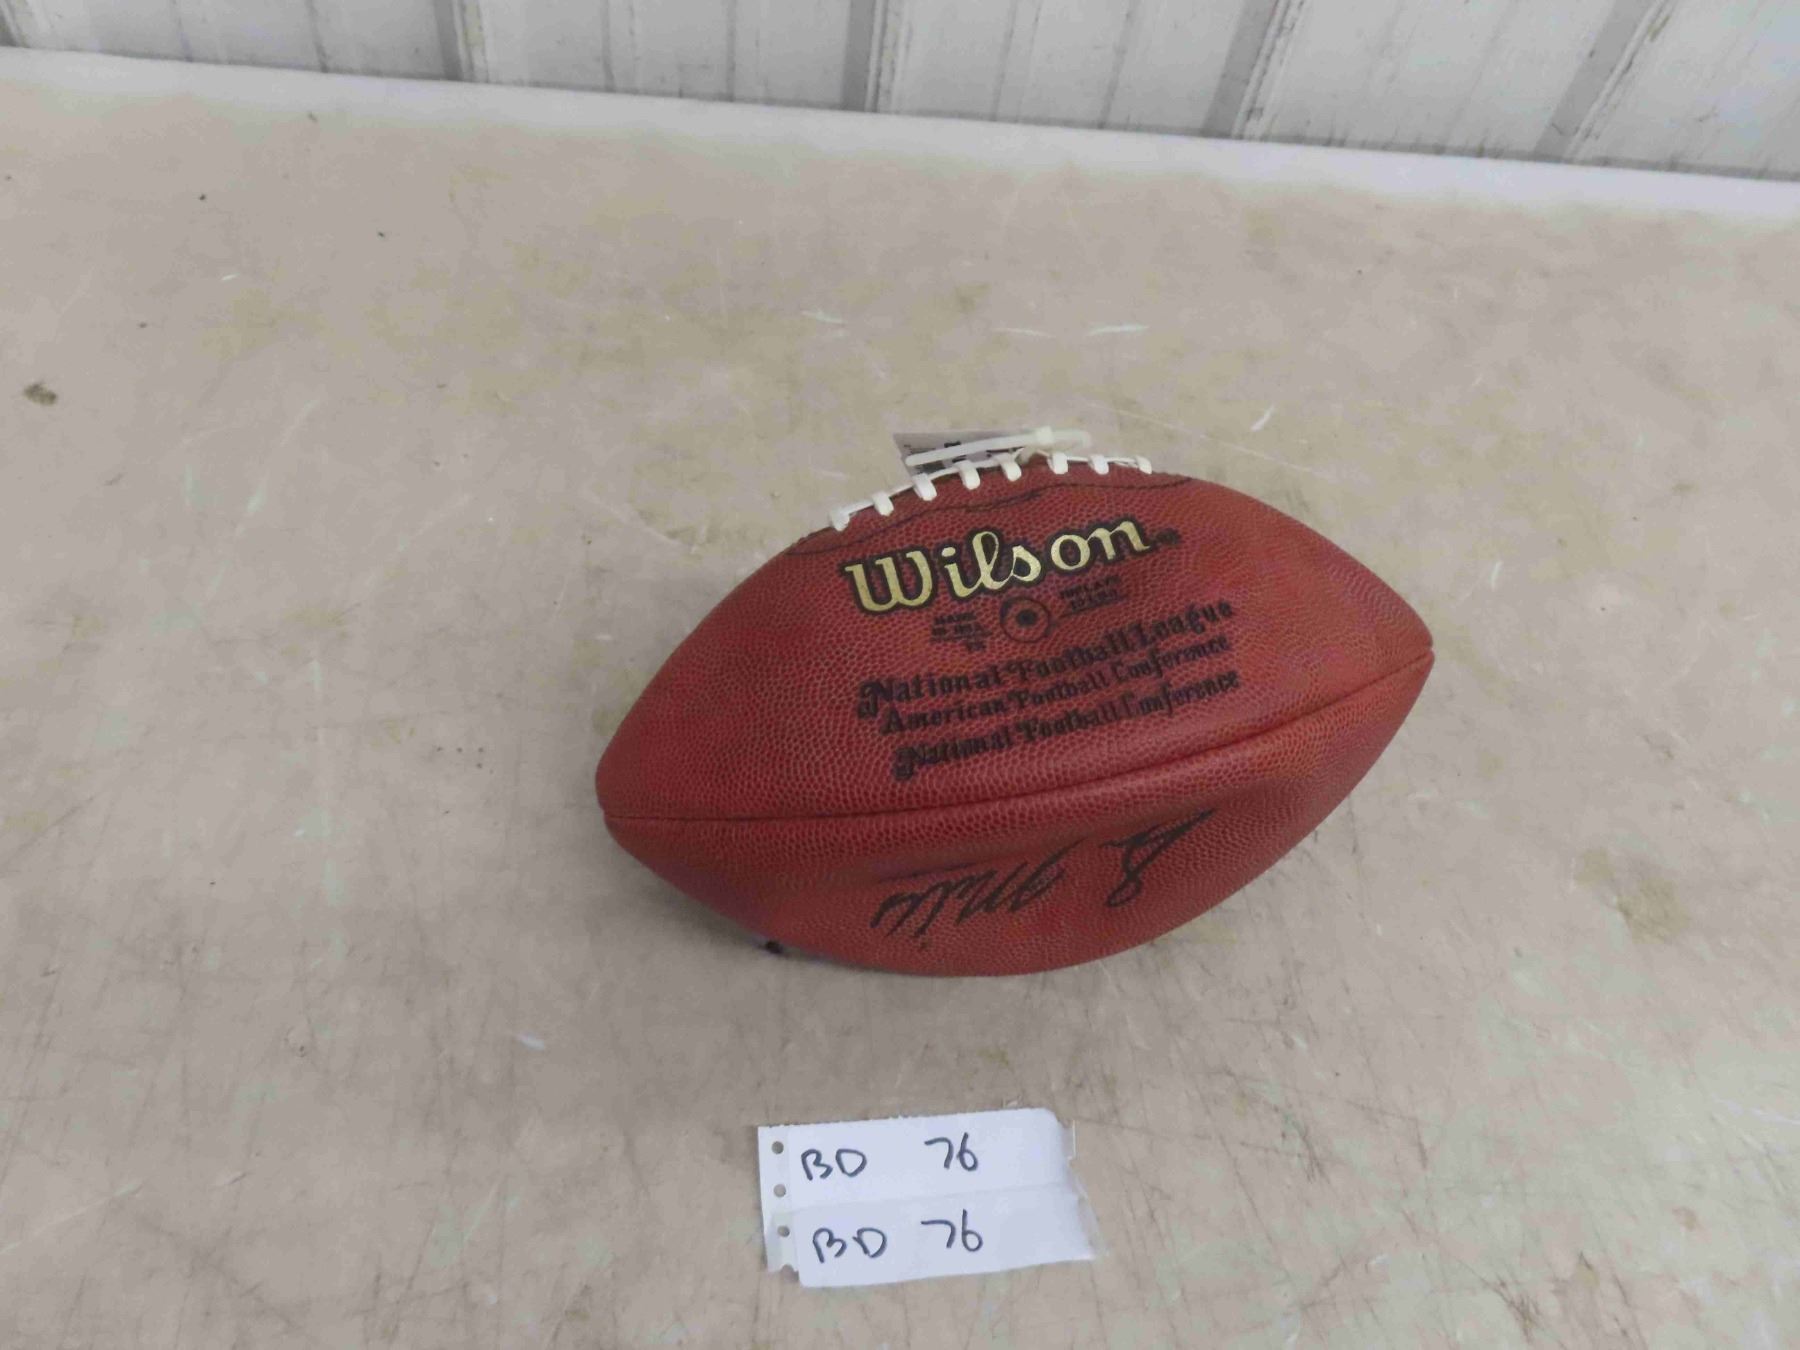 Wilson
National Football League
American Football Conference
National Football Conference
BD 76
BD 76